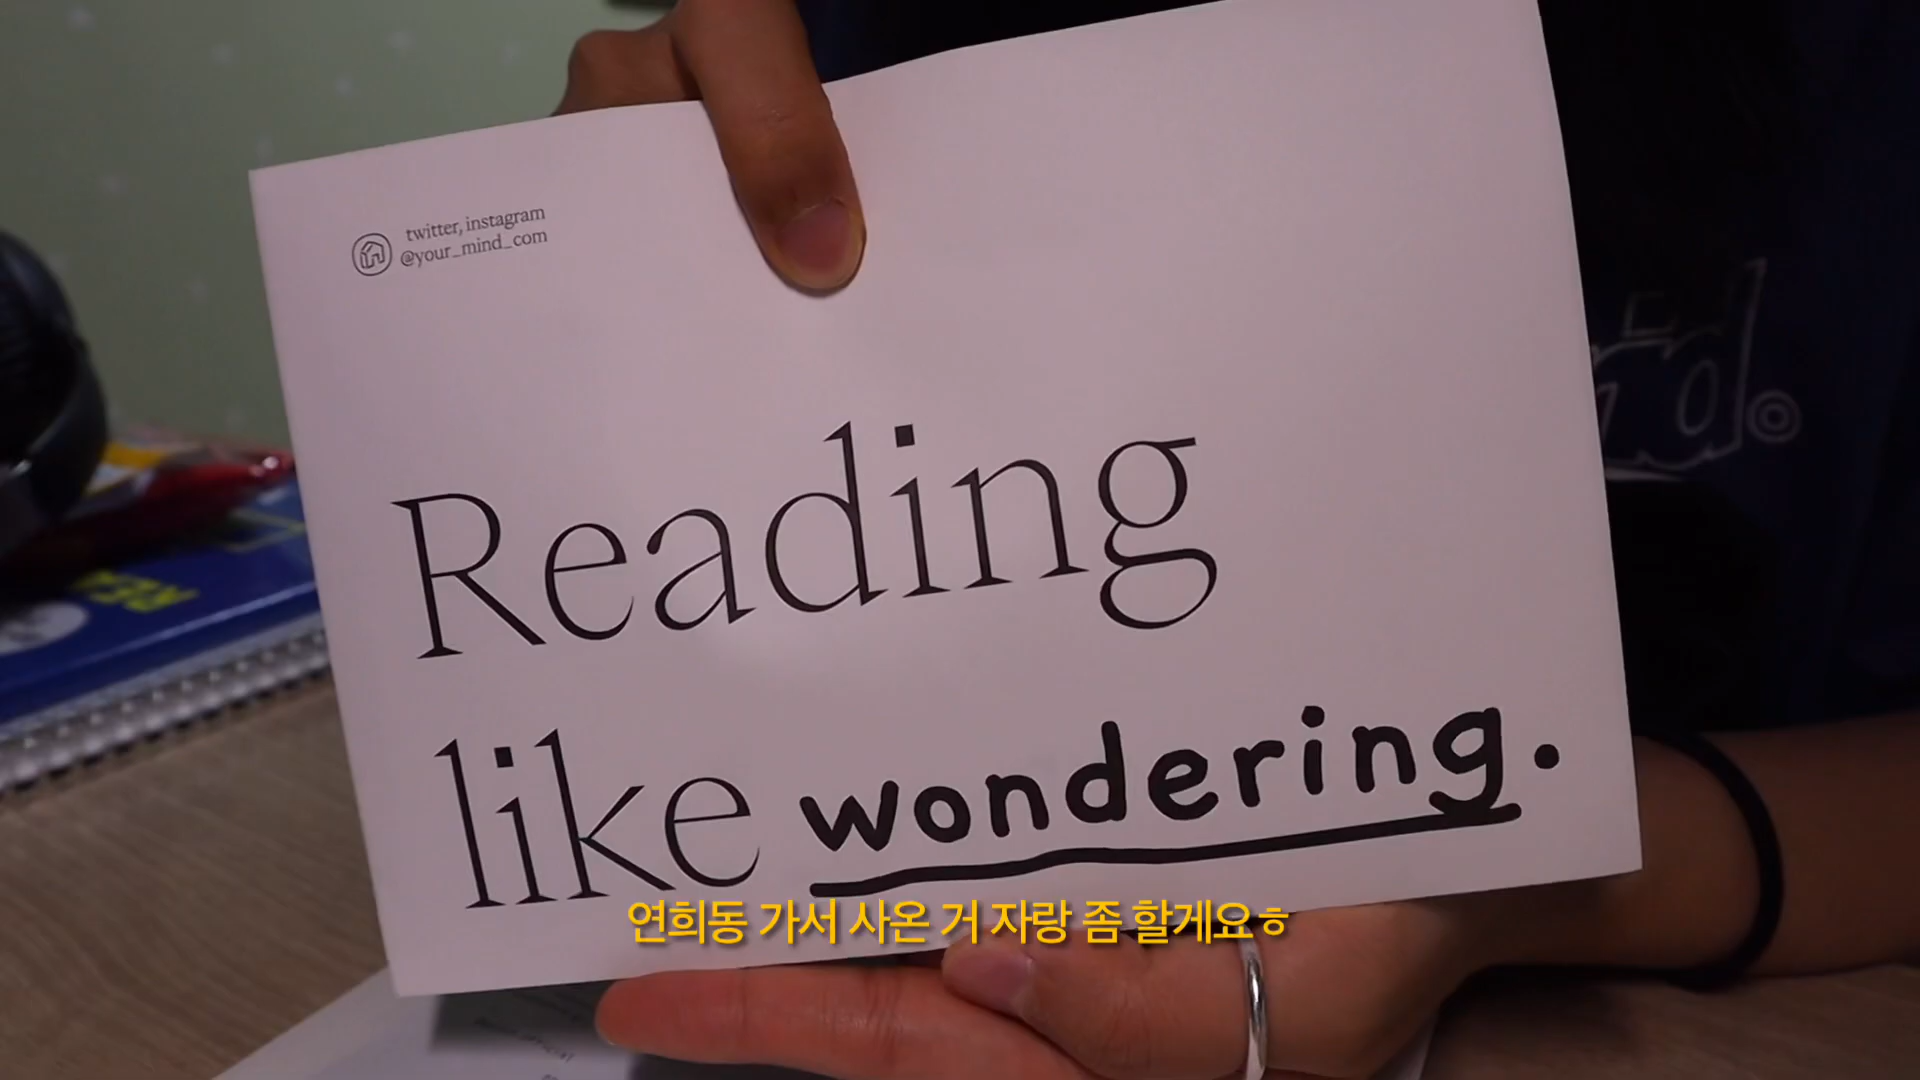 twitter, instagram
@your_mind_com
Reading
like wondering.
연희동 가서 사온 거 자랑 좀 할게요ㅎ